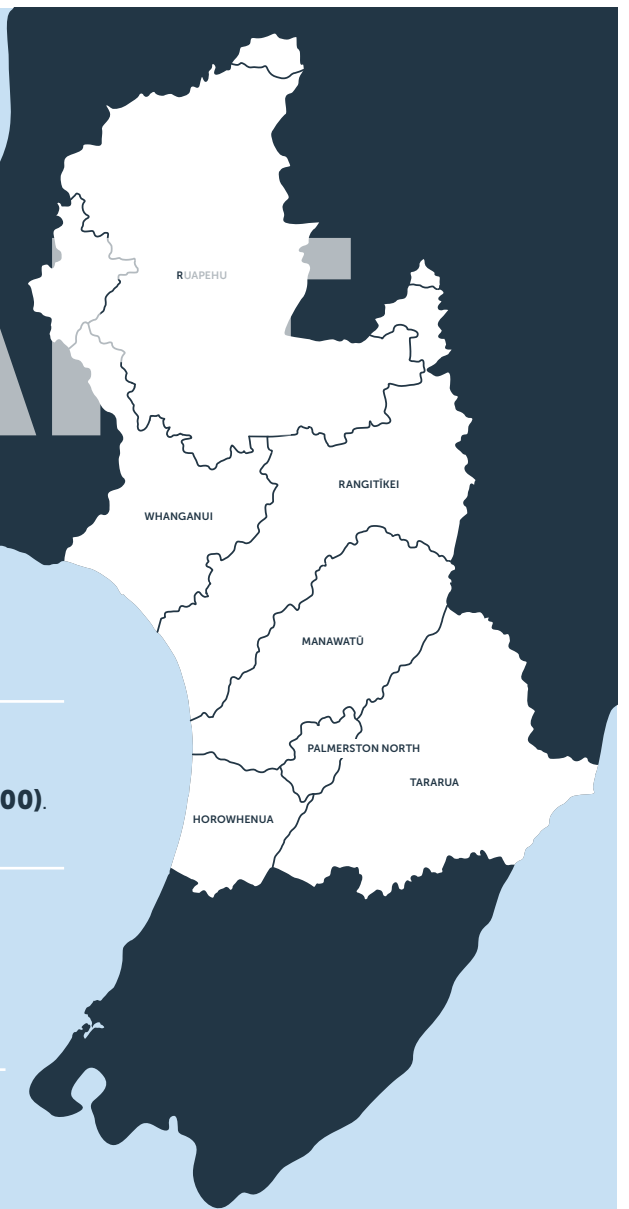 RUAPEHU
RANGITĪKEI
WHANGANUI
MANAWATŪ
PALMERSTON NORTH
TARARUA
00).
HOROWHENUA